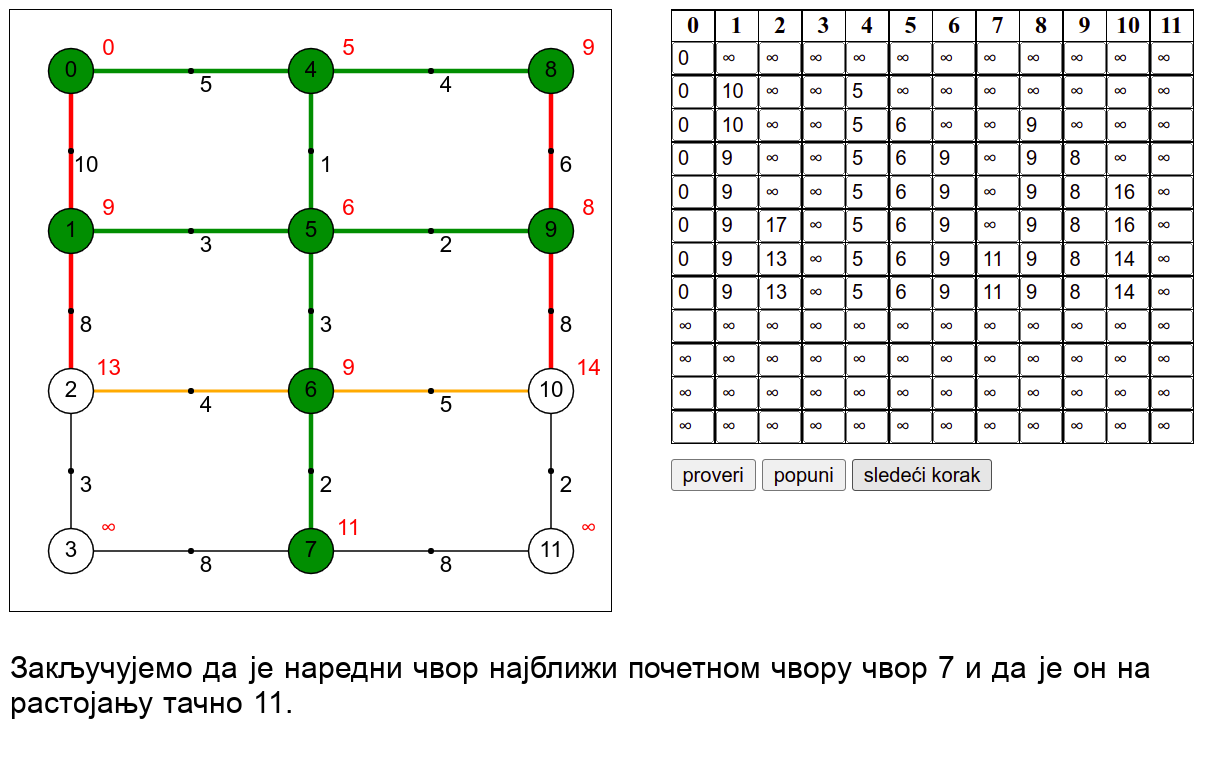 0 5 9
0 4 8
5 4
10 1 6
9 6 8
1 5 9
3 2
8 3 8
13 9 14
2 6 10
4 5
3 2 2
∞ 11 ∞
3 7 11
8 8
0 1 2 3 4 5 6 7 8 9 10 11
0 ∞ ∞ ∞ ∞ ∞ ∞ ∞ ∞ ∞ ∞ ∞
0 10 ∞ ∞ 5 ∞ ∞ ∞ ∞ ∞ ∞ ∞
0 10 ∞ ∞ 5 6 ∞ ∞ 9 ∞ ∞ ∞
0 9 ∞ ∞ 5 6 9 ∞ 9 8 ∞ ∞
0 9 ∞ ∞ 5 6 9 ∞ 9 8 16 ∞
0 9 17 ∞ 5 6 9 ∞ 9 8 16 ∞
0 9 13 ∞ 5 6 9 11 9 8 14 ∞
0 9 13 ∞ 5 6 9 11 9 8 14 ∞
∞ ∞ ∞ ∞ ∞ ∞ ∞ ∞ ∞ ∞ ∞ ∞
∞ ∞ ∞ ∞ ∞ ∞ ∞ ∞ ∞ ∞ ∞ ∞
∞ ∞ ∞ ∞ ∞ ∞ ∞ ∞ ∞ ∞ ∞ ∞
∞ ∞ ∞ ∞ ∞ ∞ ∞ ∞ ∞ ∞ ∞ ∞
proveri popuni sledeći korak
Закључујемо да је наредни чвор најближи почетном чвору чвор 7 и да је он на
растојању тачно 11.